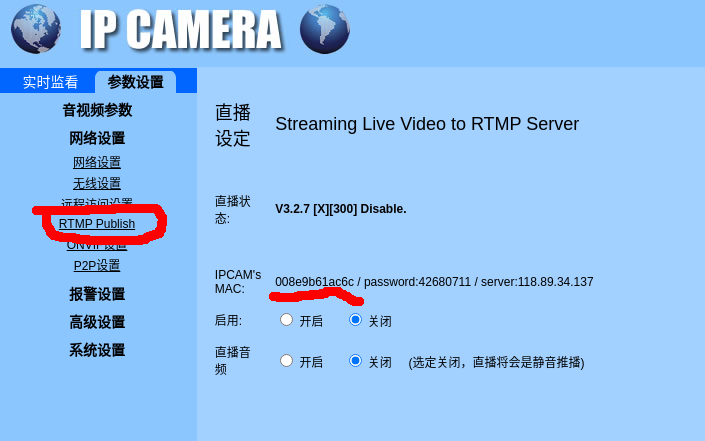 IP CAMERA
实时监看 参数设置
音视频参数
网络设置
网络设置
无线设置
远程访问设置
RTMP Publish
ONVIF设置
P2P设置
报警设置
高级设置
系统设置
直播
设定
Streaming Live Video to RTMP Server
直播状
态:
V3.2.7 [X][300] Disable.
IPCAM's
MAC:
008e9b61ac6c / password:42680711 / server:118.89.34.137
启用:
开启 关闭
直播音
频
开启 关闭 (选定关闭，直播将会是静音推播)